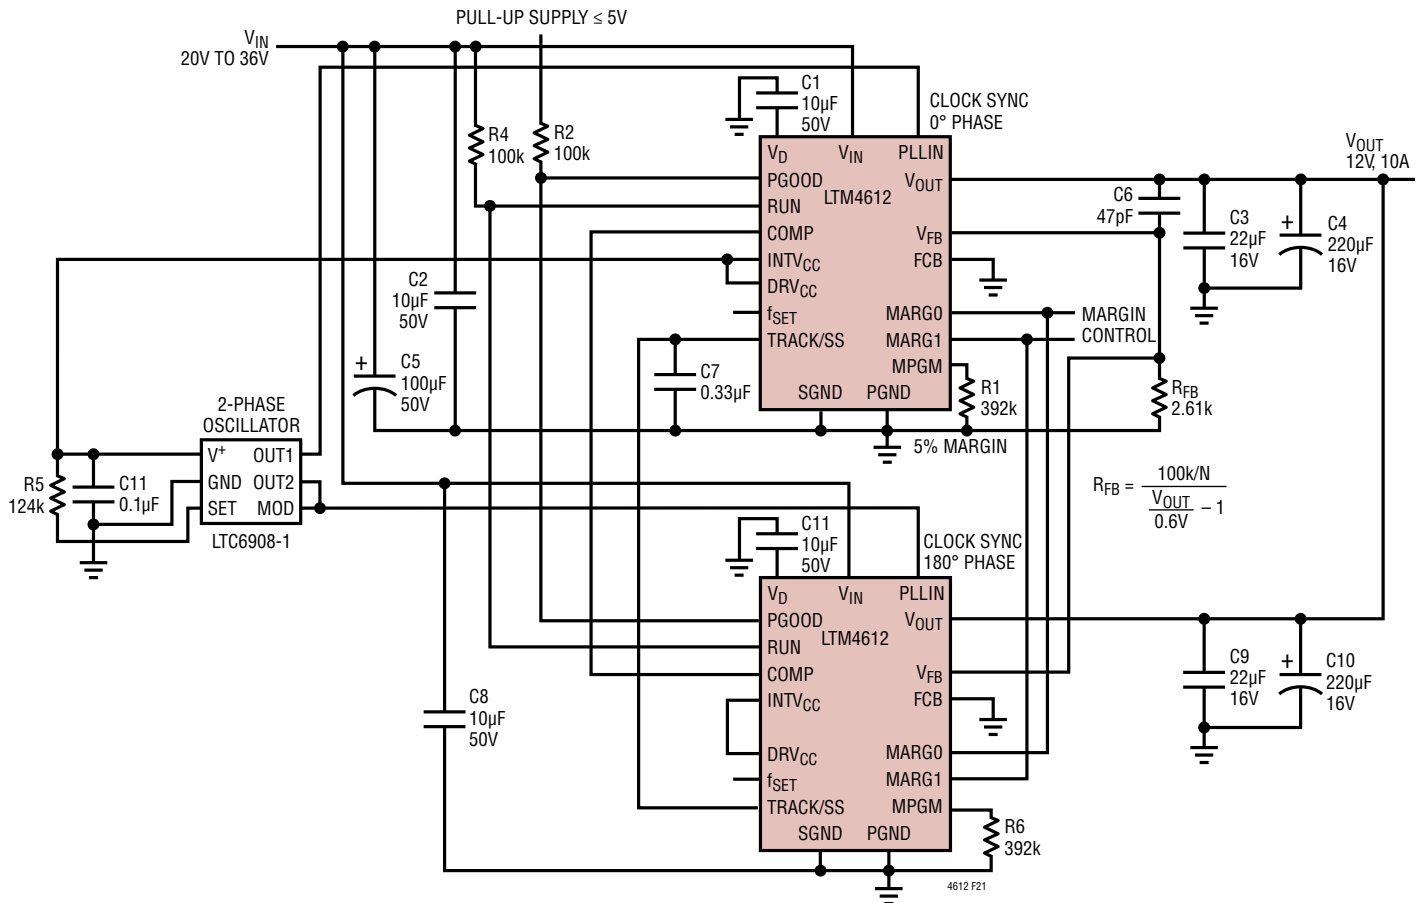 PULL-UP SUPPLY ≤ 5V
VIN
20V TO 36V
C1
10µF
50V
CLOCK SYNC
0° PHASE
R4
100k
R2
100k
VD
VIN
PLLIN
PGOOD
LTM4612
VOUT
RUN
COMP
VFB
INTVCC
FCB
DRVCC
fSET
MARG0
TRACK/SS
MARG1
MPGM
SGND
PGND
VOUT
12V, 10A
C6
47pF
C3
22µF
16V
+
C4
220µF
16V
MARGIN
CONTROL
C2
10µF
50V
+
C5
100µF
50V
C7
0.33µF
R1
392k
RFB
2.61k
5% MARGIN
2-PHASE
OSCILLATOR
V+
OUT1
GND
OUT2
SET
MOD
LTC6908-1
R5
124k
C11
0.1µF
RFB =
100k/N
VOUT
0.6V
– 1
C11
10µF
50V
CLOCK SYNC
180° PHASE
VD
VIN
PLLIN
PGOOD
LTM4612
VOUT
RUN
COMP
VFB
INTVCC
FCB
DRVCC
MARG0
fSET
MARG1
TRACK/SS
MPGM
SGND
PGND
C8
10µF
50V
C9
22µF
16V
+
C10
220µF
16V
R6
392k
4612 F21